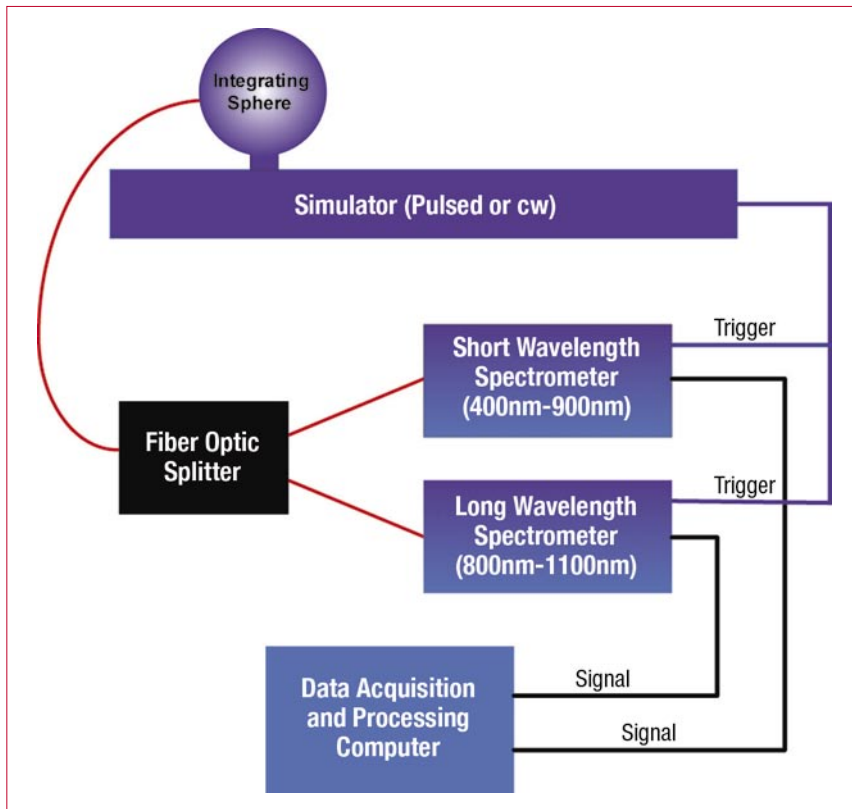 Integrating
Sphere
Simulator (Pulsed or cw)
Short Wavelength
Spectrometer
(400nm-900nm)
Trigger
Fiber Optic
Splitter
Long Wavelength
Spectrometer
(800nm-1100nm)
Trigger
Data Acquisition
and Processing
Computer
Signal
Signal